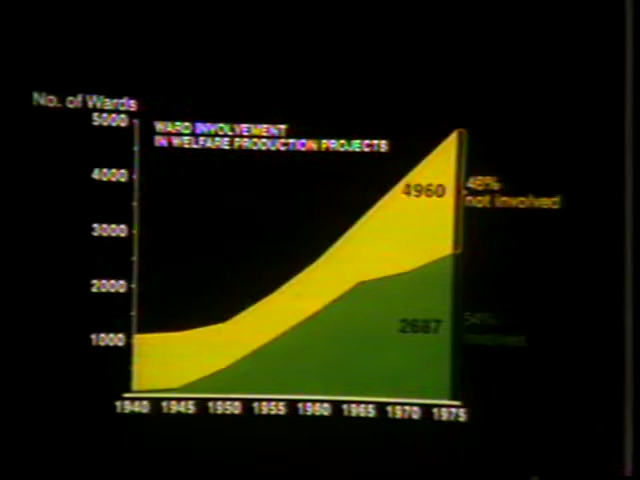 No. of Wards
5000
WARD INVOLVEMENT
IN WELFARE PRODUCTION PROJECTS
4000
4960
46%
not involved
3000
2000
2687
54%
involved
1000
1940 1945 1950 1955 1960 1965 1970 1975